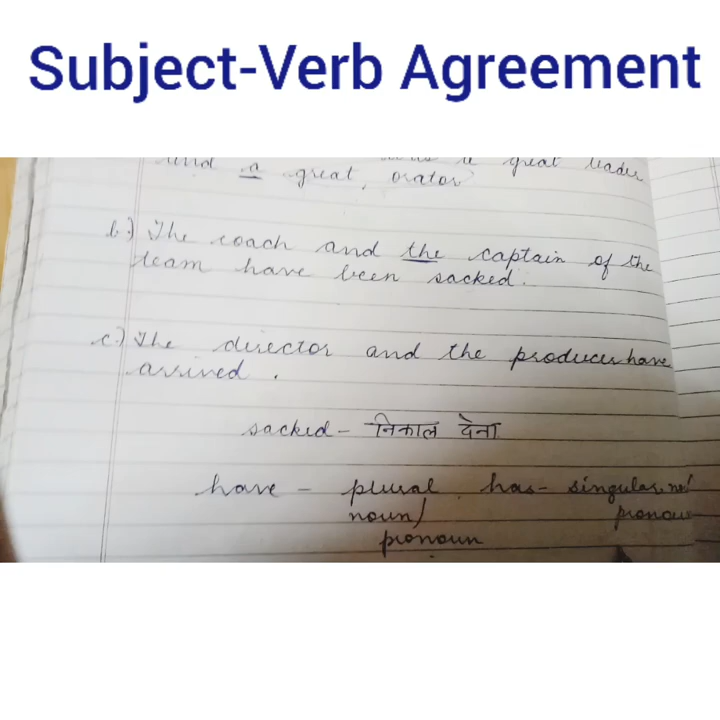 Subject-Verb Agreement
a great leader
and a great, orator
b.) The coach and the captain of the
team have been sacked.
c.) The director and the producer have
arrived.
sacked - निकाल देना
have - plural has - singular
noun/ pronoun
pronoun